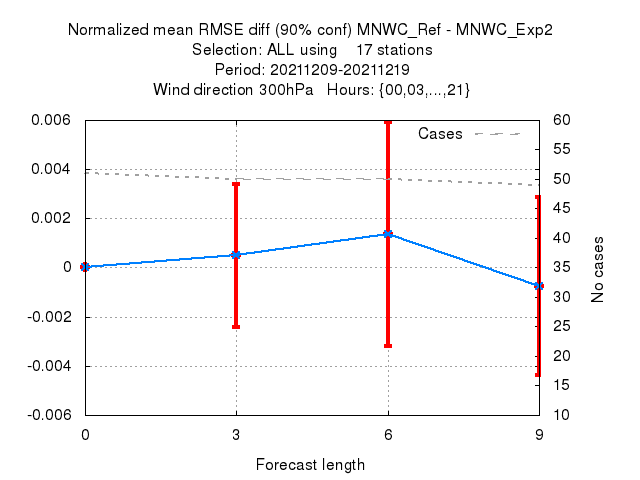 Normalized mean RMSE diff (90% conf) MNWC_Ref - MNWC_Exp2
Selection: ALL using    17 stations
Period: 20211209-20211219
Wind direction 300hPa   Hours: {00,03,...,21}
Cases
0.006
0.004
0.002
0
-0.002
-0.004
-0.006
60
55
50
45
40
35
30
25
20
15
10
No cases
0 3 6 9
Forecast length